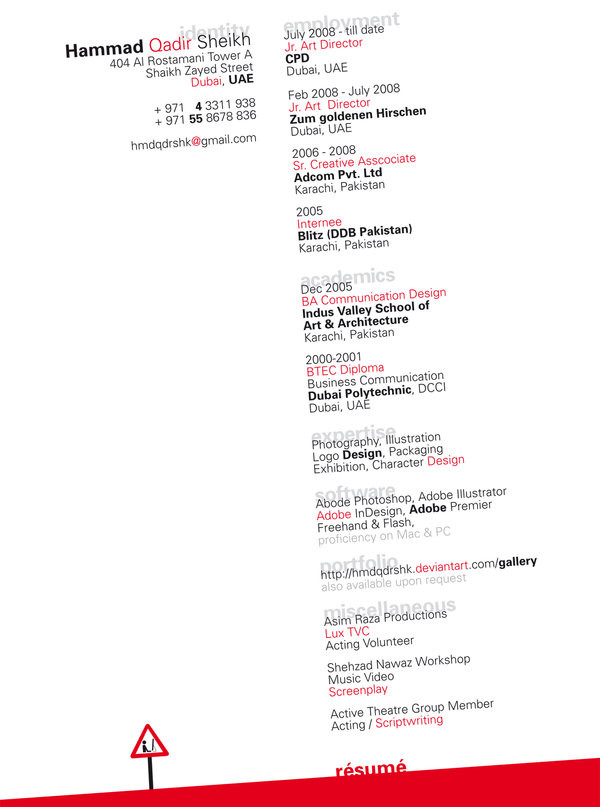 identity
Hammad Qadir Sheikh
404 Al Rostamani Tower A
Shaikh Zayed Street
Dubai, UAE
+ 971 4 3311 938
+ 971 55 8678 836
hmdqdrshk@gmail.com
employment
July 2008 - till date
Jr. Art Director
CPD
Dubai, UAE
Feb 2008 - July 2008
Jr. Art Director
Zum goldenen Hirschen
Dubai, UAE
2006 - 2008
Sr. Creative Asscociate
Adcom Pvt. Ltd
Karachi, Pakistan
2005
Internee
Blitz (DDB Pakistan)
Karachi, Pakistan
academics
Dec 2005
BA Communication Design
Indus Valley School of
Art & Architecture
Karachi, Pakistan
2000-2001
BTEC Diploma
Business Communication
Dubai Polytechnic, DCCI
Dubai, UAE
expertise
Photography, Illustration
Logo Design, Packaging
Exhibition, Character Design
software
Abode Photoshop, Adobe Illustrator
Adobe InDesign, Adobe Premier
Freehand & Flash,
proficiency on Mac & PC
portfolio
http://hmdqdrshk.deviantart.com/gallery
also available upon request
miscellaneous
Asim Raza Productions
Lux TVC
Acting Volunteer
Shehzad Nawaz Workshop
Music Video
Screenplay
Active Theatre Group Member
Acting / Scriptwriting
résumé